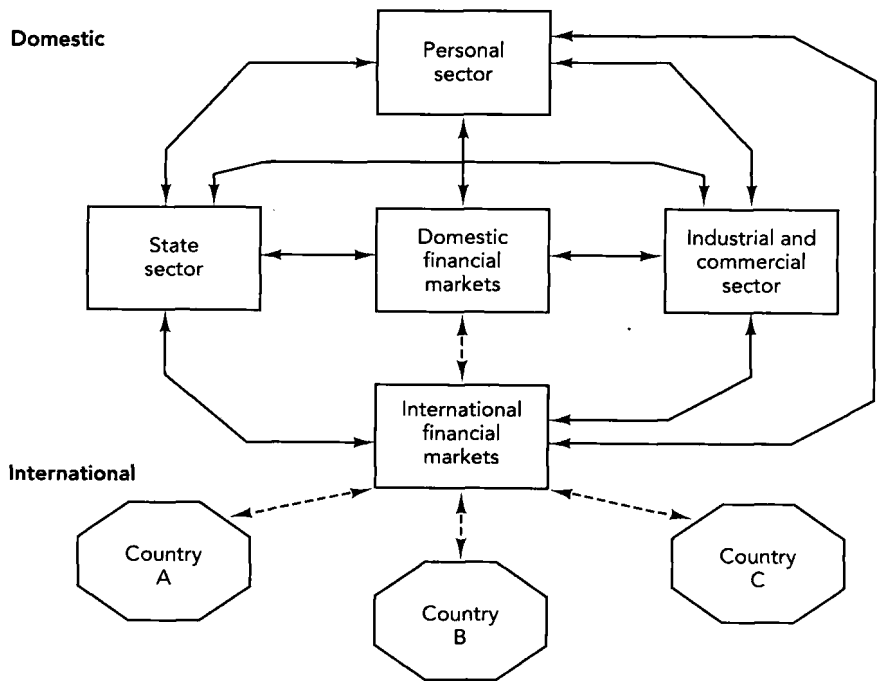 Domestic
Personal
sector
State
sector
Domestic
financial
markets
Industrial and
commercial
sector
International
financial
markets
International
Country
A
Country
B
Country
C